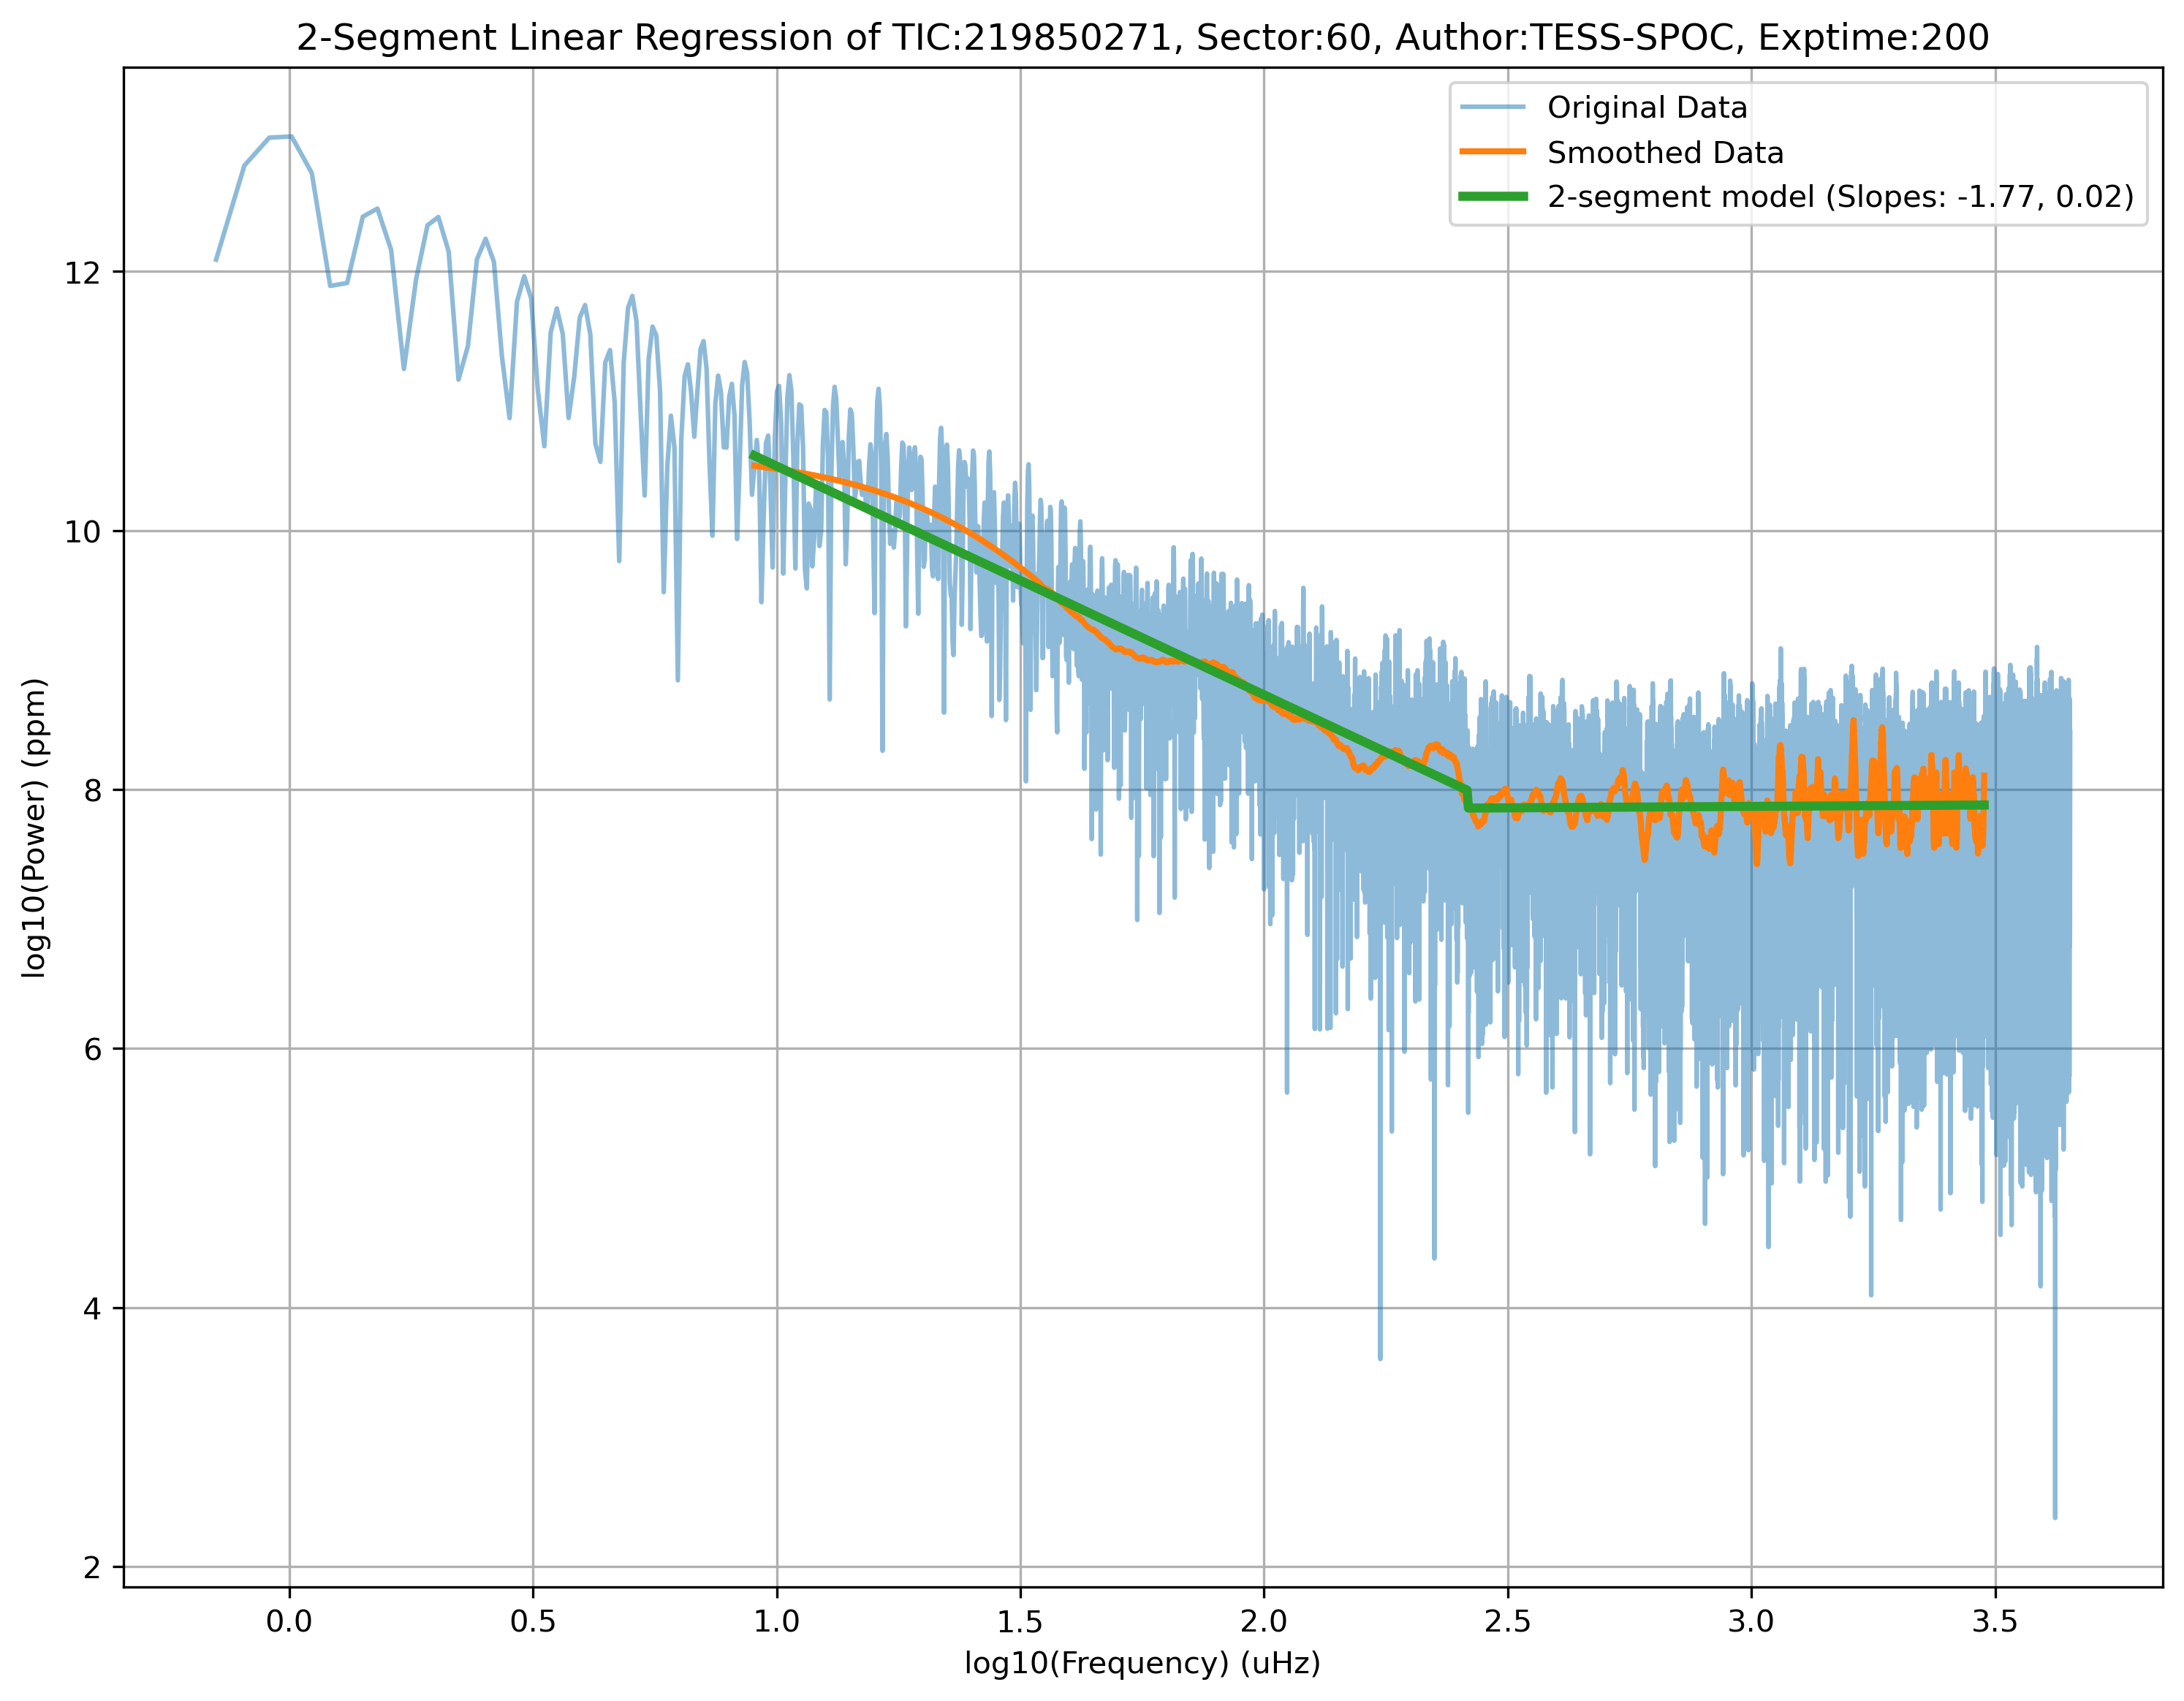 2-Segment Linear Regression of TIC:219850271, Sector:60, Author:TESS-SPOC, Exptime:200
Original Data
Smoothed Data
2-segment model (Slopes: -1.77, 0.02)
log10(Power) (ppm)
12
10
8
6
4
2
0.0 0.5 1.0 1.5 2.0 2.5 3.0 3.5
log10(Frequency) (uHz)